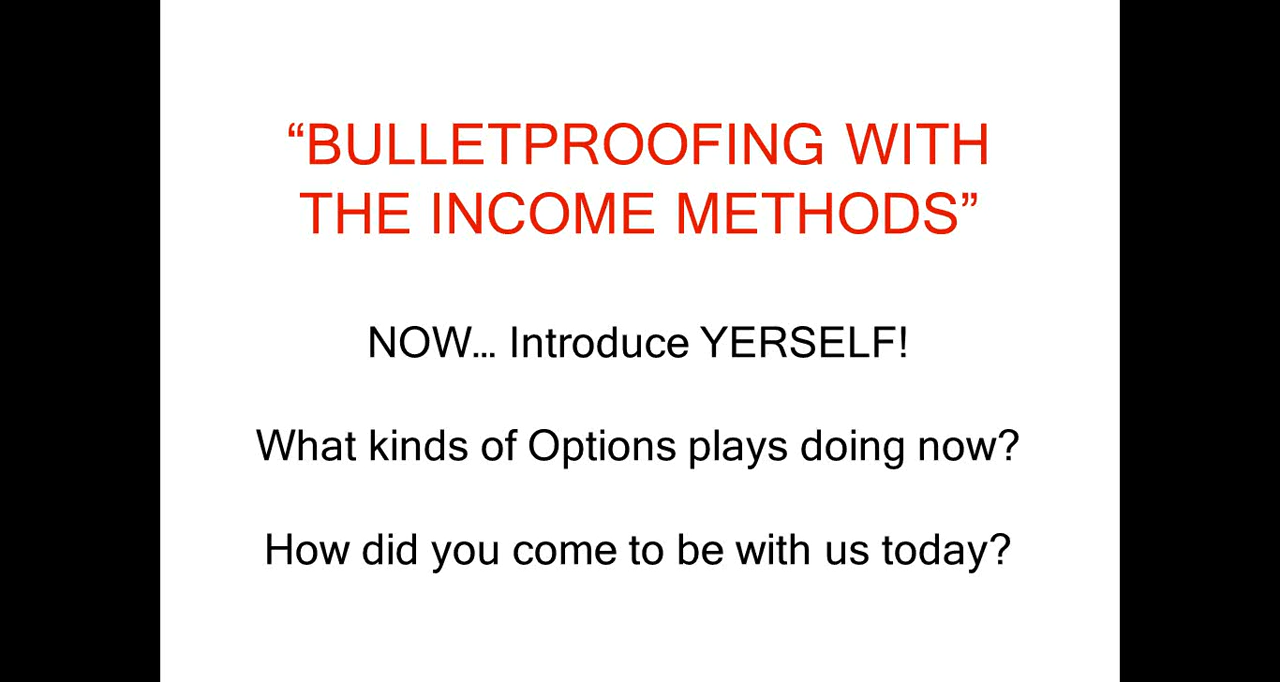 “BULLETPROOFING WITH
THE INCOME METHODS”
NOW... Introduce YERSELF!
What kinds of Options plays doing now?
How did you come to be with us today?